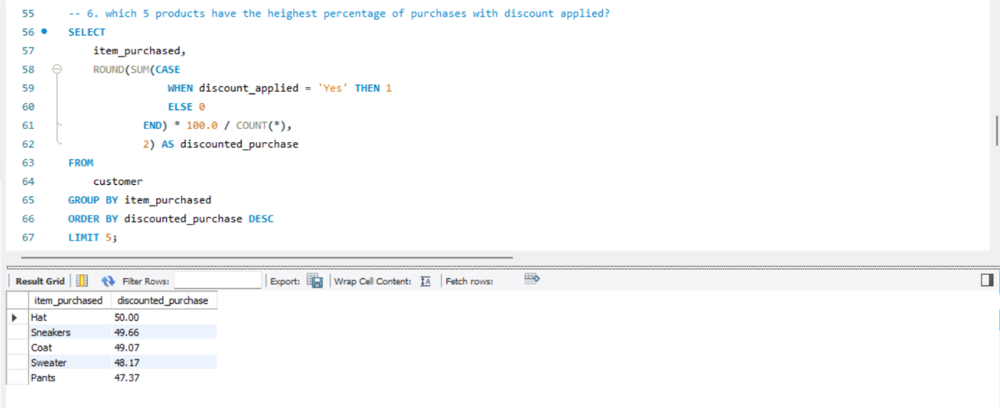 55 -- 6. which 5 products have the heighest percentage of purchases with discount applied?
56 SELECT
57 item_purchased,
58 ROUND(SUM(CASE
59 WHEN discount_applied = 'Yes' THEN 1
60 ELSE 0
61 END) * 100.0 / COUNT(*),
62 2) AS discounted_purchase
63 FROM
64 customer
65 GROUP BY item_purchased
66 ORDER BY discounted_purchase DESC
67 LIMIT 5;
Result Grid Filter Rows: Export: Wrap Cell Content: IA Fetch rows:
item_purchased discounted_purchase
Hat 50.00
Sneakers 49.66
Coat 49.07
Sweater 48.17
Pants 47.37